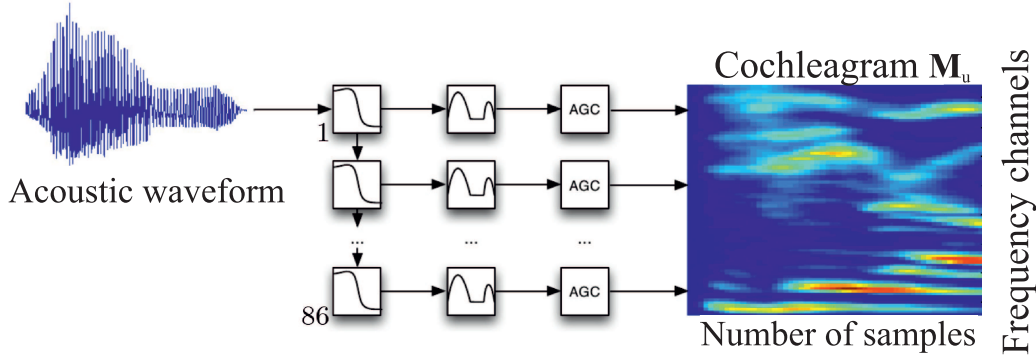 Acoustic waveform
1
AGC
AGC
... ... ...
86
AGC
Cochleagram Mᵤ
Number of samples
Frequency channels